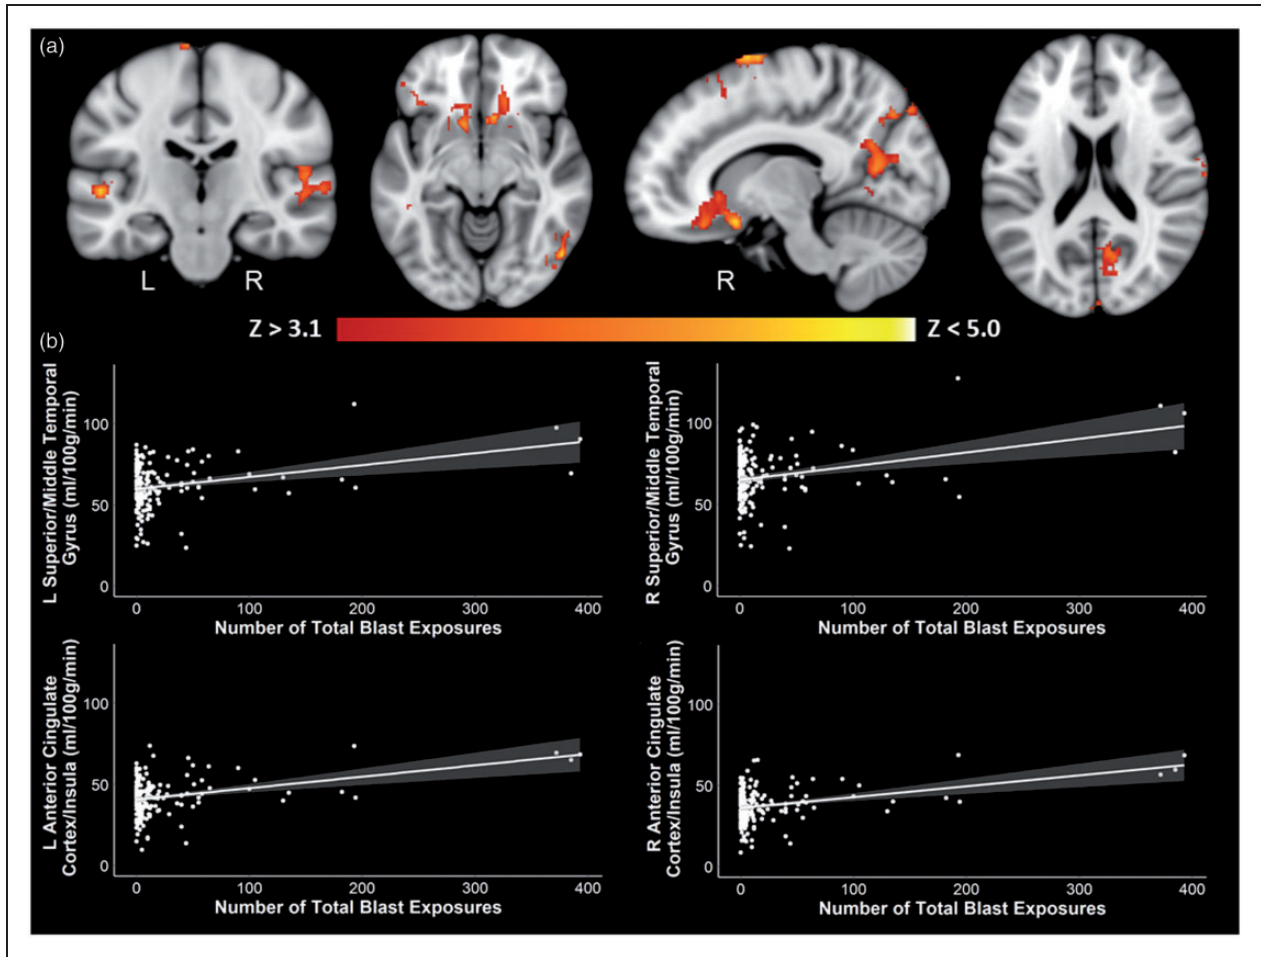 (a)
L
R
R
Z > 3.1
Z < 5.0
(b)
L Superior/Middle Temporal
Gyrus (ml/100g/min)
100
50
0
0
100
200
300
400
Number of Total Blast Exposures
R Superior/Middle Temporal
Gyrus (ml/100g/min)
100
50
0
0
100
200
300
400
Number of Total Blast Exposures
L Anterior Cingulate
Cortex/Insula (ml/100g/min)
100
50
0
0
100
200
300
400
Number of Total Blast Exposures
R Anterior Cingulate
Cortex/Insula (ml/100g/min)
100
50
0
0
100
200
300
400
Number of Total Blast Exposures